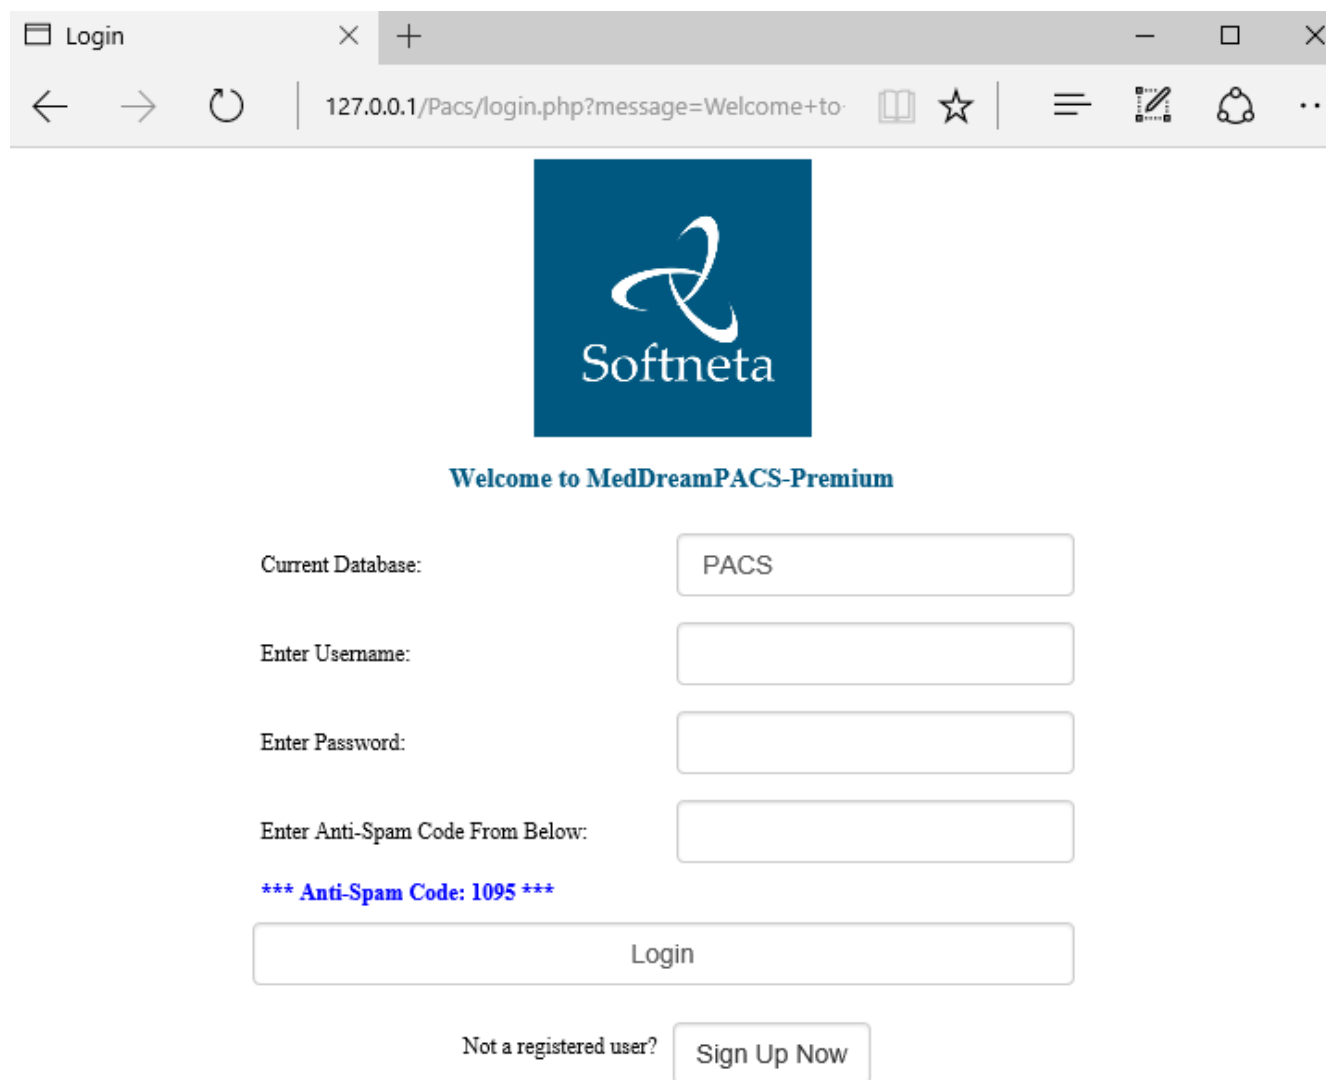 Login
127.0.0.1/Pacs/login.php?message=Welcome+to
Softneta
Welcome to MedDreamPACS-Premium
Current Database: PACS
Enter Username:
Enter Password:
Enter Anti-Spam Code From Below:
*** Anti-Spam Code: 1095 ***
Login
Not a registered user? Sign Up Now